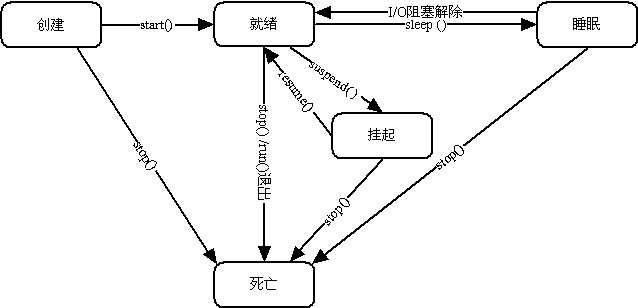 创建
start()
就绪
I/O阻塞解除
sleep ()
睡眠
suspend()
resume()
挂起
stop()
stop() /run()退出
stop()
stop()
死亡